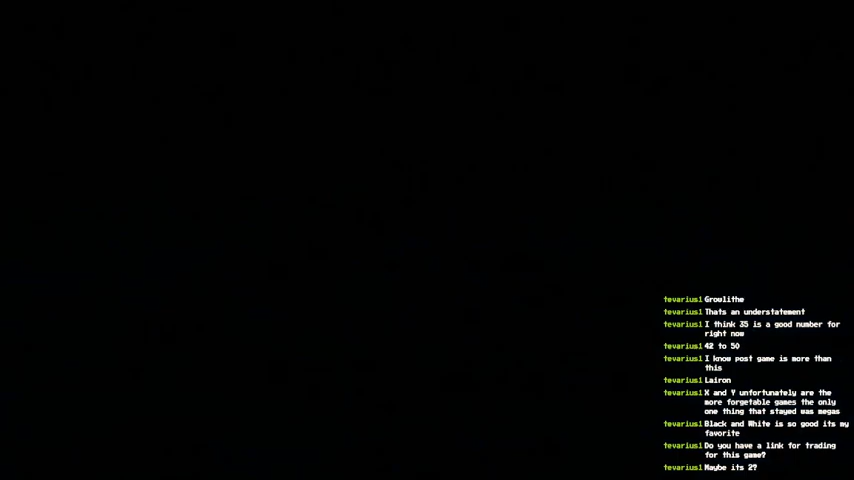 tevarius1 Growlithe
tevarius1 Thats an understatement
tevarius1 I think 35 is a good number for
right now
tevarius1 42 to 50
tevarius1 I know post game is more than
this
tevarius1 Lairon
tevarius1 X and Y unfortunately are the
more forgetable games the only
one thing that stayed was megas
tevarius1 Black and White is so good its my
favorite
tevarius1 Do you have a link for trading
for this game?
tevarius1 Maybe its 2?